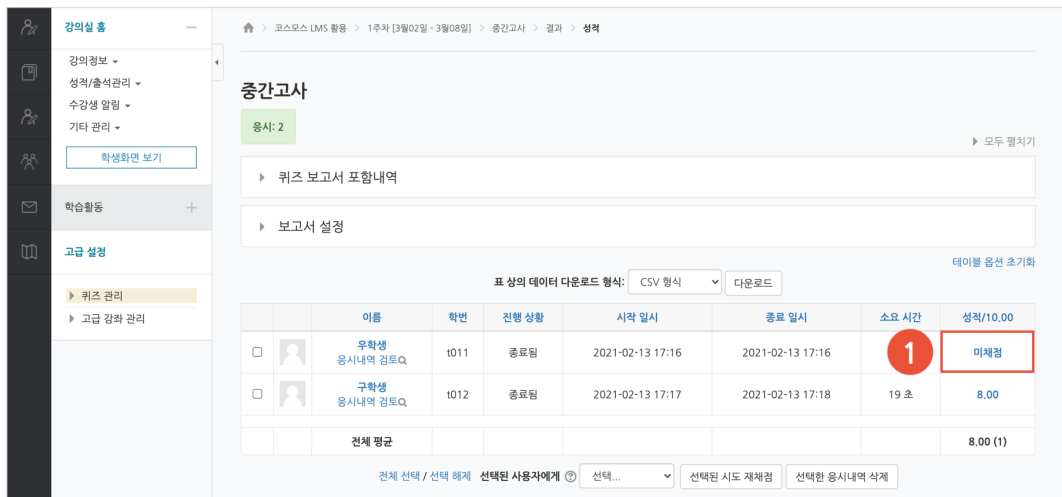 강의실 홈
강의정보
성적/출석관리
수강생 알림
기타 관리
학생화면 보기
학습활동
고급 설정
퀴즈 관리
고급 강좌 관리
코스모스 LMS 활용 > 1주차 [3월02일 - 3월08일] > 중간고사 > 결과 > 성적
중간고사
응시: 2
모두 펼치기
퀴즈 보고서 포함내역
보고서 설정
테이블 옵션 초기화
표 상의 데이터 다운로드 형식: CSV 형식 다운로드
이름 학번 진행 상황 시작 일시 종료 일시 소요 시간 성적/10.00
우학생
응시내역 검토 t011 종료됨 2021-02-13 17:16 2021-02-13 17:16 1 미채점
구학생
응시내역 검토 t012 종료됨 2021-02-13 17:17 2021-02-13 17:18 19 초 8.00
전체 평균 8.00 (1)
전체 선택 / 선택 해제 선택된 사용자에게 ? 선택... 선택된 시도 재채점 선택한 응시내역 삭제